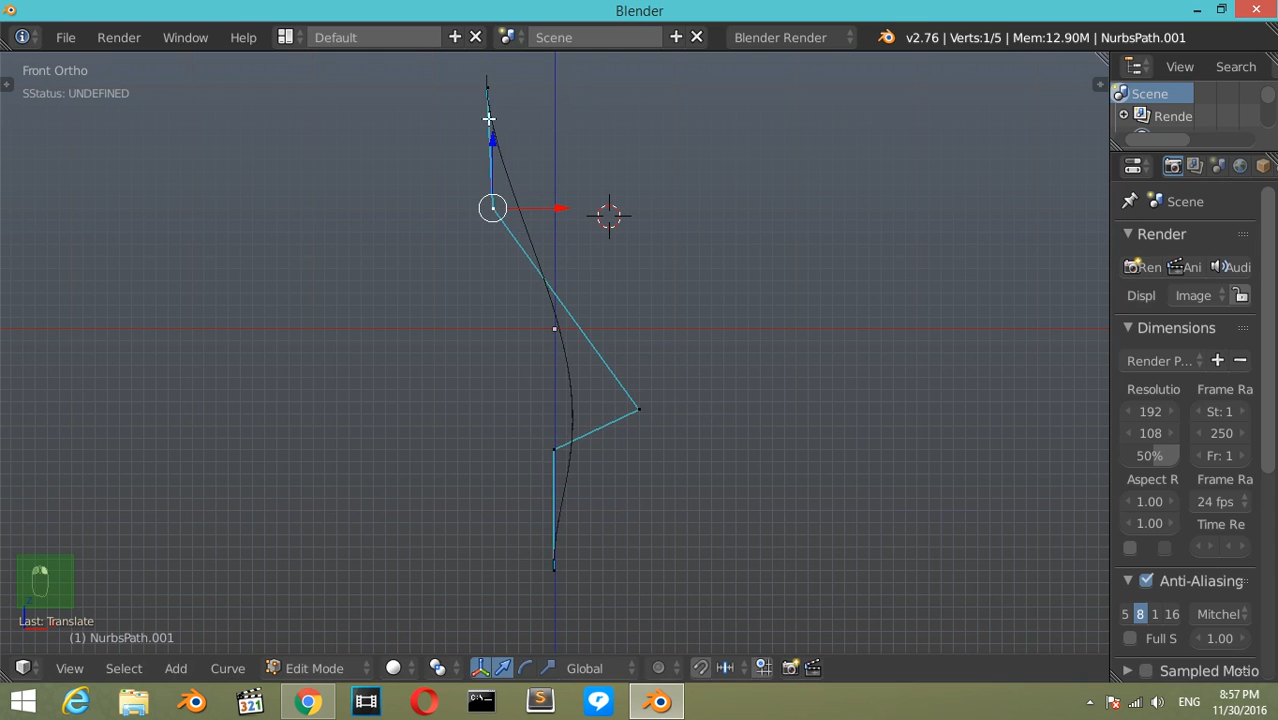 Blender
File Render Window Help Default Scene Blender Render v2.76 | Verts:1/5 | Mem:12.90M | NurbsPath.001
Front Ortho
SStatus: UNDEFINED
View Search
Scene
Rende
Scene
Render
Ren Ani Audi
Displ Image
Dimensions
Render P...
Resolutio Frame Ra
192 St: 1
108 250
50% Fr: 1
Aspect R Frame Ra
1.00 24 fps
1.00 Time Re
Anti-Aliasing
5 8 1 16 Mitchel
Full S 1.00
Sampled Motio
Z
Last: Translate
(1) NurbsPath.001
View Select Add Curve Edit Mode Global
321
S
ENG
8:57 PM
11/30/2016